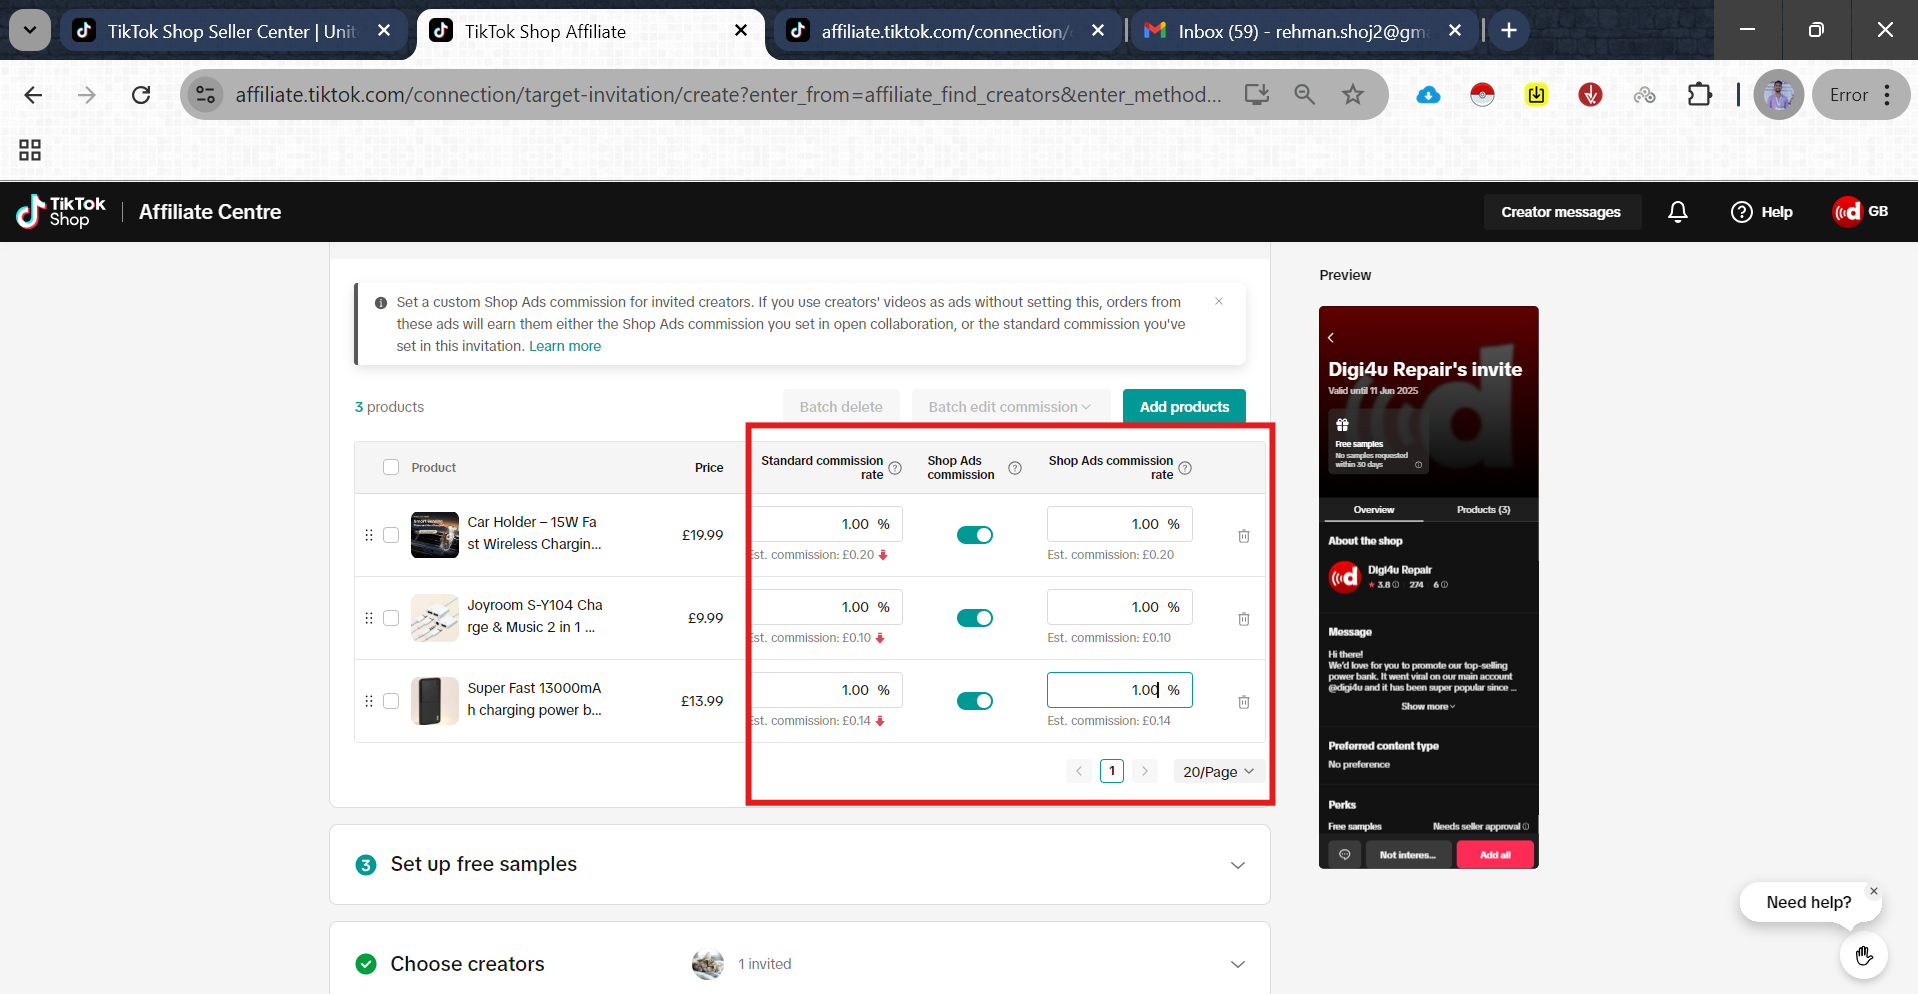 TikTok Shop Seller Center | Unit
TikTok Shop Affiliate
affiliate.tiktok.com/connection/
Inbox (59) - rehman.shoj2@gm
affiliate.tiktok.com/connection/target-invitation/create?enter_from=affiliate_find_creators&enter_method...
Error
TikTok
Shop
Affiliate Centre
Creator messages
Help
GB
Set a custom Shop Ads commission for invited creators. If you use creators' videos as ads without setting this, orders from
these ads will earn them either the Shop Ads commission you set in open collaboration, or the standard commission you've
set in this invitation. Learn more
3 products
Batch delete
Batch edit commission
Add products
Product
Price
Standard commission
rate
Shop Ads
commission
Shop Ads commission
rate
Car Holder – 15W Fa
st Wireless Chargin...
£19.99
1.00 %
Est. commission: £0.20
1.00 %
Est. commission: £0.20
Joyroom S-Y104 Cha
rge & Music 2 in 1 ...
£9.99
1.00 %
Est. commission: £0.10
1.00 %
Est. commission: £0.10
Super Fast 13000mA
h charging power b...
£13.99
1.00 %
Est. commission: £0.14
1.00 %
Est. commission: £0.14
1
20/Page
3 Set up free samples
Choose creators
1 invited
Preview
Digi4u Repair's invite
Valid until 11 Jun 2025
Free samples
No samples requested
within 30 days
Overview
Products (3)
About the shop
Digi4u Repair
3.8 274 6
Message
Hi there!
We'd love for you to promote our top-selling
power bank. It went viral on our main account
@digi4u and it has been super popular since ...
Show more
Preferred content type
No preference
Perks
Free samples
Needs seller approval
Not interes...
Add all
Need help?